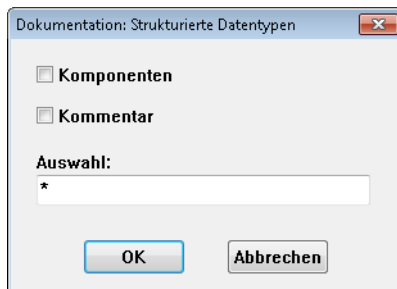 Dokumentation: Strukturierte Datentypen
Komponenten
Kommentar
Auswahl:
*
OK
Abbrechen